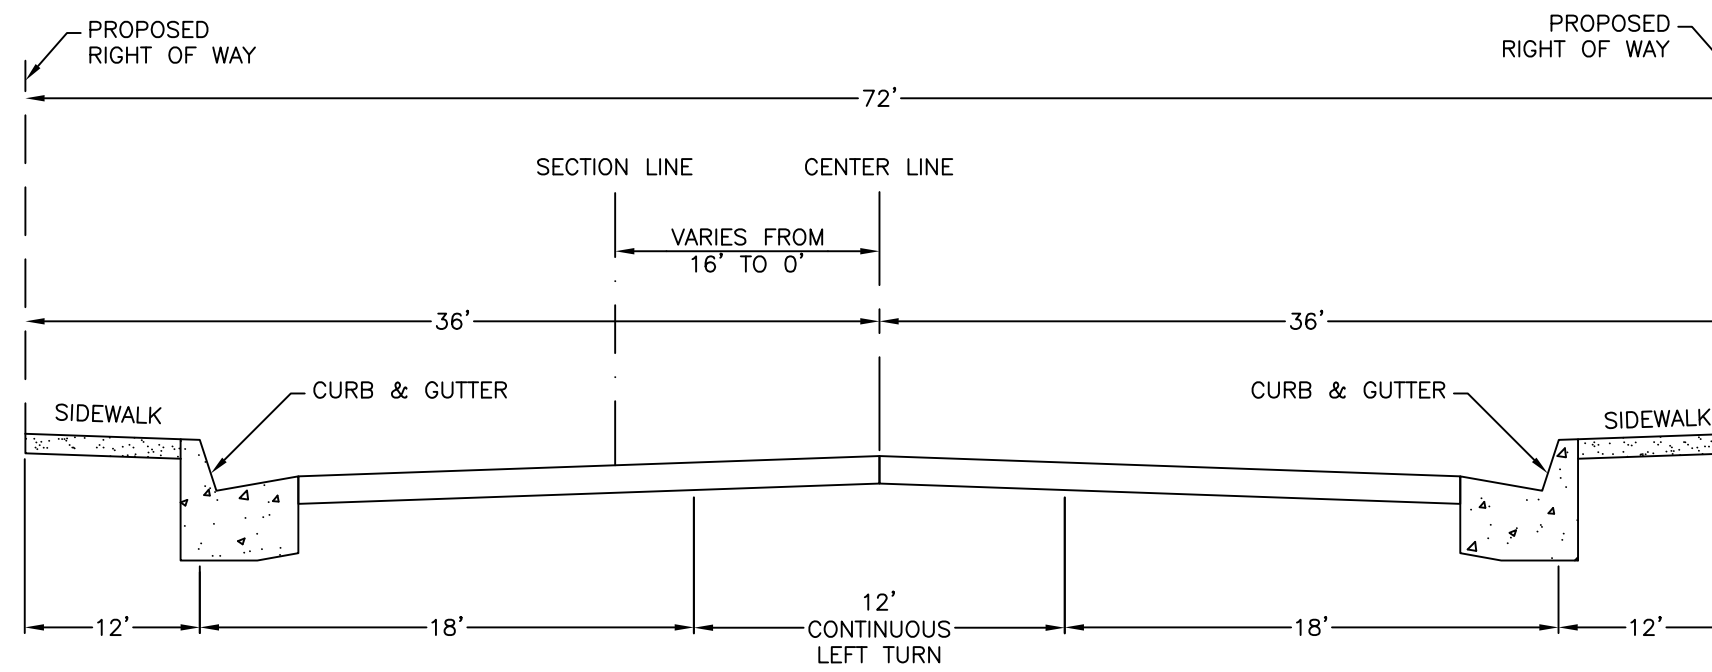 PROPOSED
RIGHT OF WAY
PROPOSED
RIGHT OF WAY
72'
SECTION LINE
CENTER LINE
VARIES FROM
16' TO 0'
36'
36'
CURB & GUTTER
CURB & GUTTER
SIDEWALK
SIDEWALK
12'
18'
12'
CONTINUOUS
LEFT TURN
18'
12'